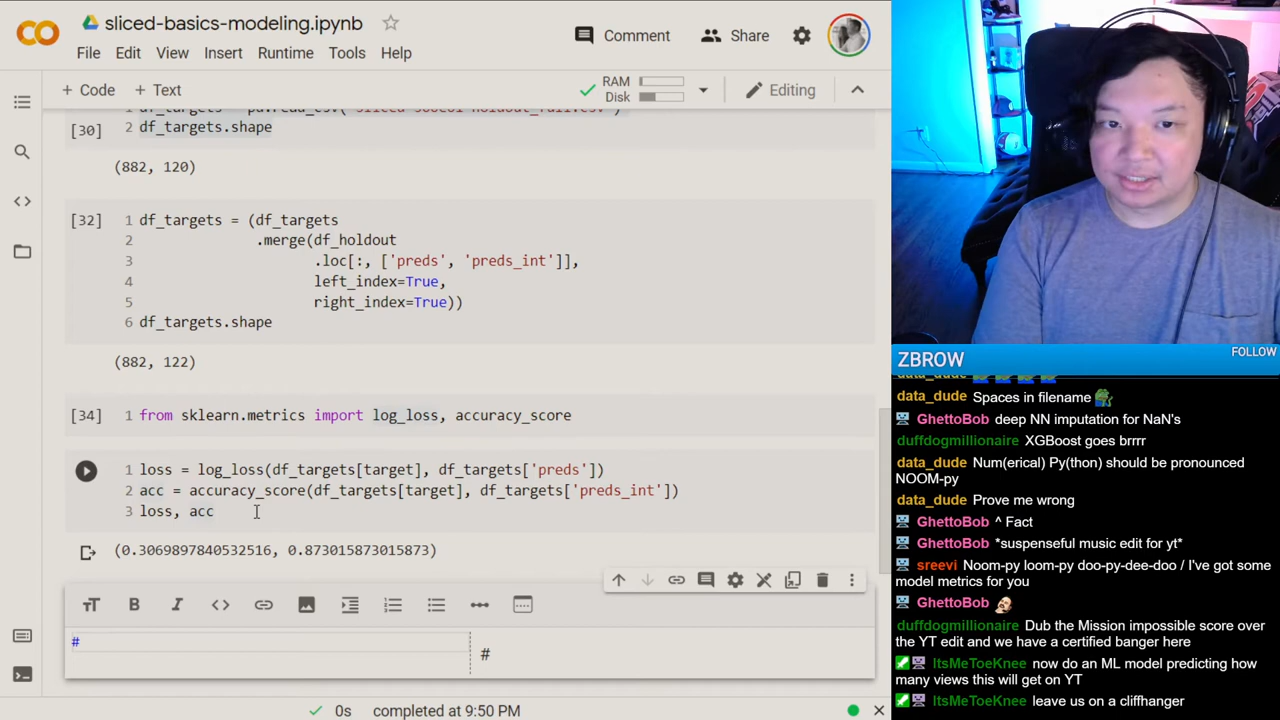 sliced-basics-modeling.ipynb
File Edit View Insert Runtime Tools Help
Comment
Share
+ Code + Text
RAM
Disk
Editing
[30]
2 df_targets.shape
(882, 120)
[32]
1 df_targets = (df_targets
2 .merge(df_holdout
3 .loc[:, ['preds', 'preds_int']],
4 left_index=True,
5 right_index=True))
6 df_targets.shape
(882, 122)
[34] 1 from sklearn.metrics import log_loss, accuracy_score
1 loss = log_loss(df_targets[target], df_targets['preds'])
2 acc = accuracy_score(df_targets[target], df_targets['preds_int'])
3 loss, acc
(0.3069897840532516, 0.873015873015873)
#
#
0s completed at 9:50 PM
ZBROW
FOLLOW
data_dude
data_dude Spaces in filename
GhettoBob deep NN imputation for NaN's
duffdogmillionaire XGBoost goes brrrr
data_dude Num(erical) Py(thon) should be pronounced
NOOM-py
data_dude Prove me wrong
GhettoBob ^ Fact
GhettoBob *suspenseful music edit for yt*
sreevi Noom-py loom-py doo-py-dee-doo / I've got some
model metrics for you
GhettoBob
duffdogmillionaire Dub the Mission impossible score over
the YT edit and we have a certified banger here
ItsMeToeKnee now do an ML model predicting how
many views this will get on YT
ItsMeToeKnee leave us on a cliffhanger